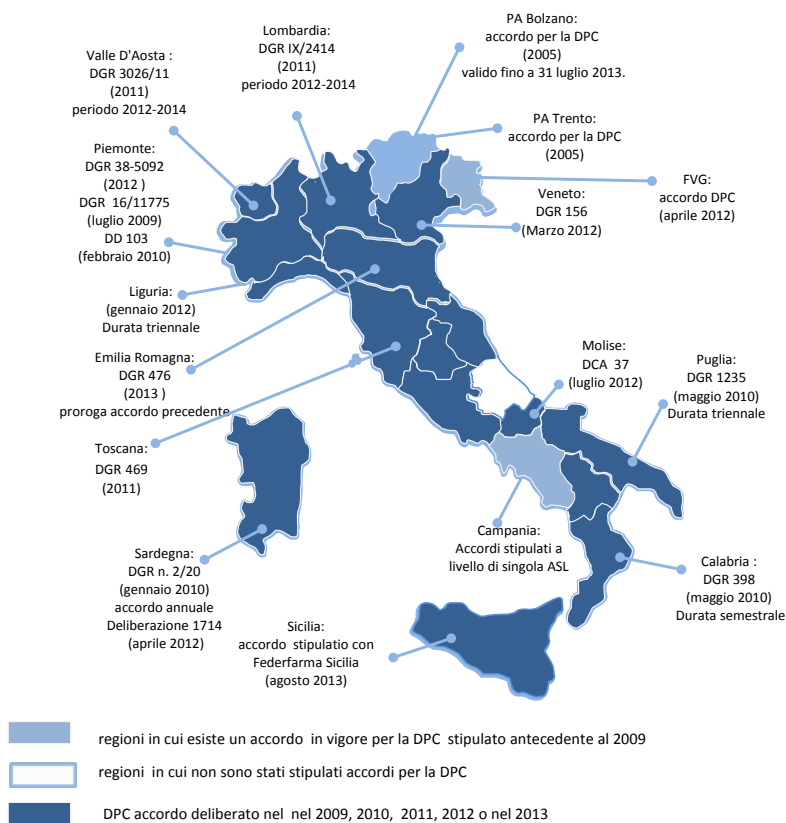 Lombardia:
DGR IX/2414
(2011)
periodo 2012-2014
PA Bolzano:
accordo per la DPC
(2005)
valido fino a 31 luglio 2013.
Valle D'Aosta :
DGR 3026/11
(2011)
periodo 2012-2014
PA Trento:
accordo per la DPC
(2005)
Piemonte:
DGR 38-5092
(2012 )
DGR 16/11775
(luglio 2009)
DD 103
(febbraio 2010)
FVG:
accordo DPC
(aprile 2012)
Veneto:
DGR 156
(Marzo 2012)
Liguria:
(gennaio 2012)
Durata triennale
Emilia Romagna:
DGR 476
(2013 )
proroga accordo precedente
Molise:
DCA 37
(luglio 2012)
Puglia:
DGR 1235
(maggio 2010)
Durata triennale
Toscana:
DGR 469
(2011)
Campania:
Accordi stipulati a
livello di singola ASL
Sardegna:
DGR n. 2/20
(gennaio 2010)
accordo annuale
Deliberazione 1714
(aprile 2012)
Calabria :
DGR 398
(maggio 2010)
Durata semestrale
Sicilia:
accordo stipulatio con
Federfarma Sicilia
(agosto 2013)
regioni in cui esiste un accordo in vigore per la DPC stipulato antecedente al 2009
regioni in cui non sono stati stipulati accordi per la DPC
DPC accordo deliberato nel nel 2009, 2010, 2011, 2012 o nel 2013